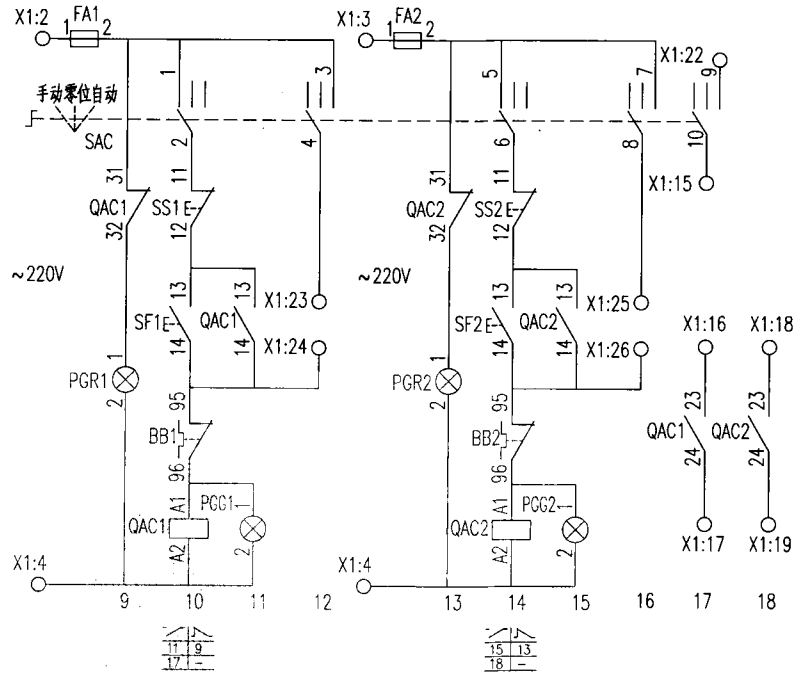 X1:2 FA1 1 2
X1:3 FA2 1 2
X1:22
手动零位自动
SAC
1 3 5 7 9
2 4 6 8 10
X1:15
31 11 31 11
QAC1 SS1 E QAC2 SS2 E
32 12 32 12
~220V ~220V
13 13 X1:23 13 13 X1:25
SF1 E QAC1 SF2 E QAC2
14 14 X1:24 14 14 X1:26
X1:16 X1:18
1 1
PGR1 PGR2
2 2
95 95 23 23
BB1 BB2 QAC1 QAC2
96 96 24 24
A1 PGG1 A1 PGG2
QAC1 QAC2
A2 2 A2 2
X1:17 X1:19
X1:4 X1:4
9 10 11 12 13 14 15 16 17 18
11 9 15 13
17 - 18 -